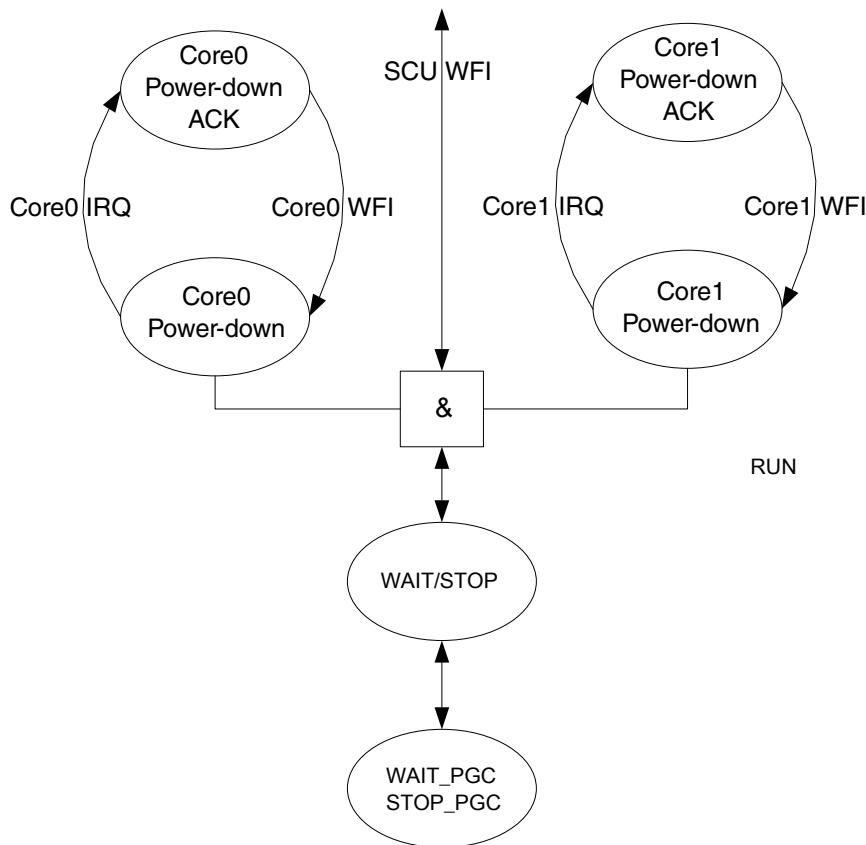 Core0
Power-down
ACK
SCU WFI
Core1
Power-down
ACK
Core0 IRQ
Core0 WFI
Core1 IRQ
Core1 WFI
Core0
Power-down
Core1
Power-down
&
RUN
WAIT/STOP
WAIT_PGC
STOP_PGC